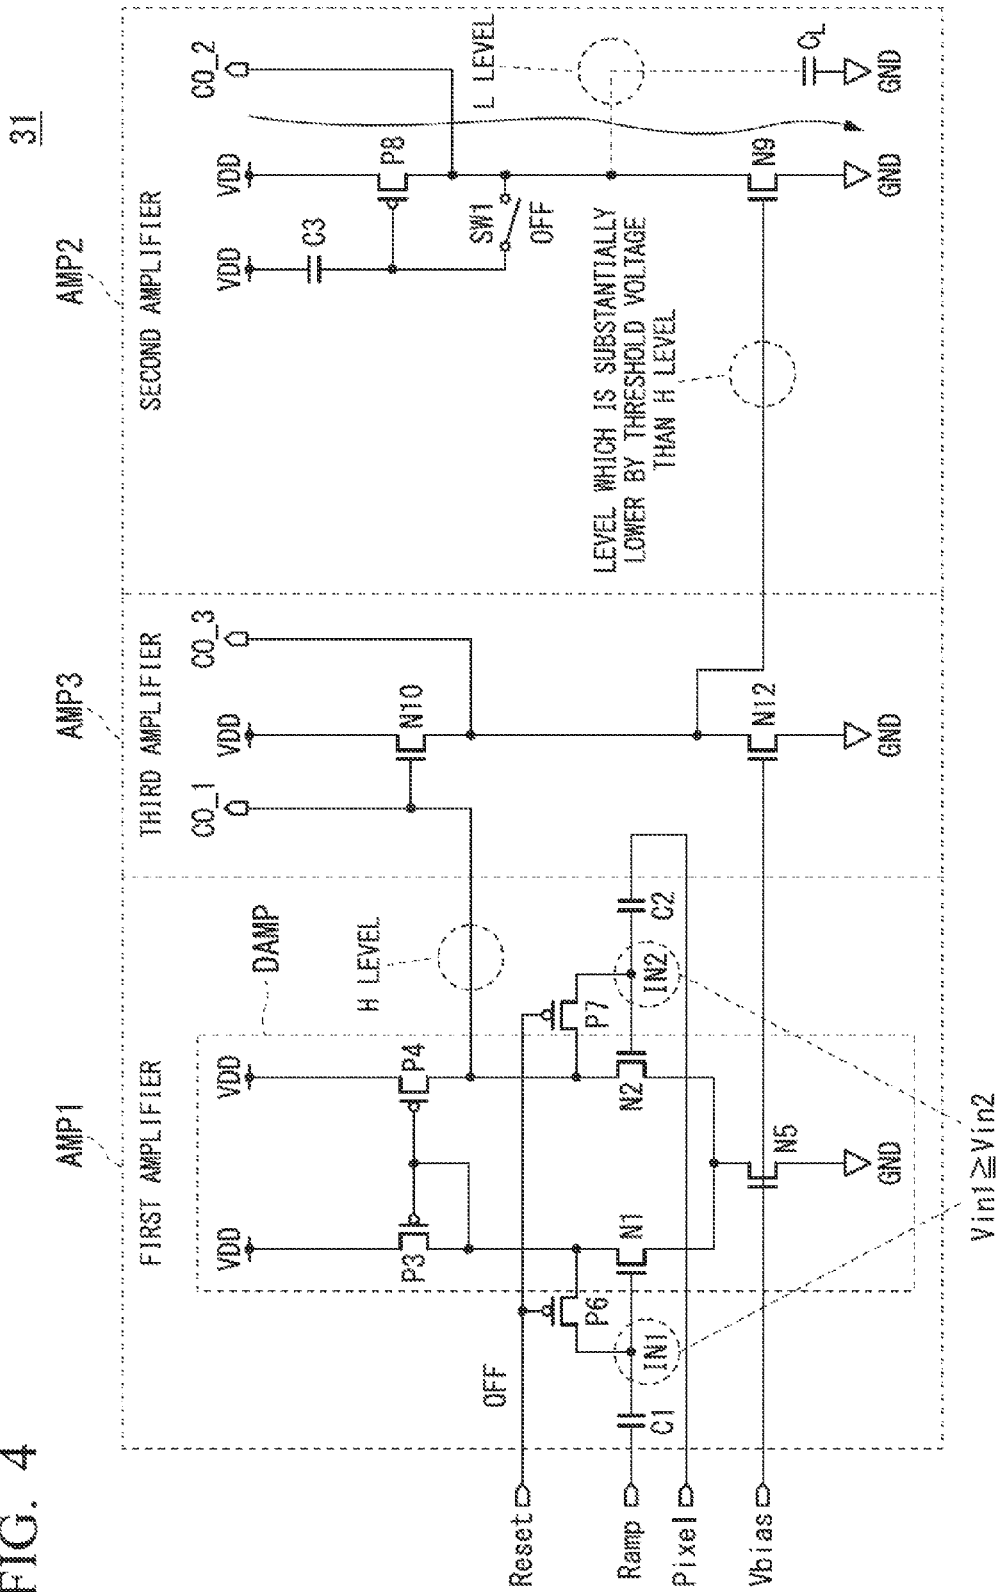 FIG. 4
31
AMP1
AMP3
AMP2
FIRST AMPLIFIER
THIRD AMPLIFIER
SECOND AMPLIFIER
DAMP
CO_1
CO_3
CO_2
VDD
VDD
VDD
VDD
VDD
P3
P4
N10
C3
P8
H LEVEL
L LEVEL
SW1
OFF
OFF
Reset
P6
P7
LEVEL WHICH IS SUBSTANTIALLY
LOWER BY THRESHOLD VOLTAGE
THAN H LEVEL
Ramp
C1
IN1
N1
N2
IN2
C2
Pixel
Vbias
N5
N12
N9
CL
GND
GND
GND
GND
Vin1≧Vin2